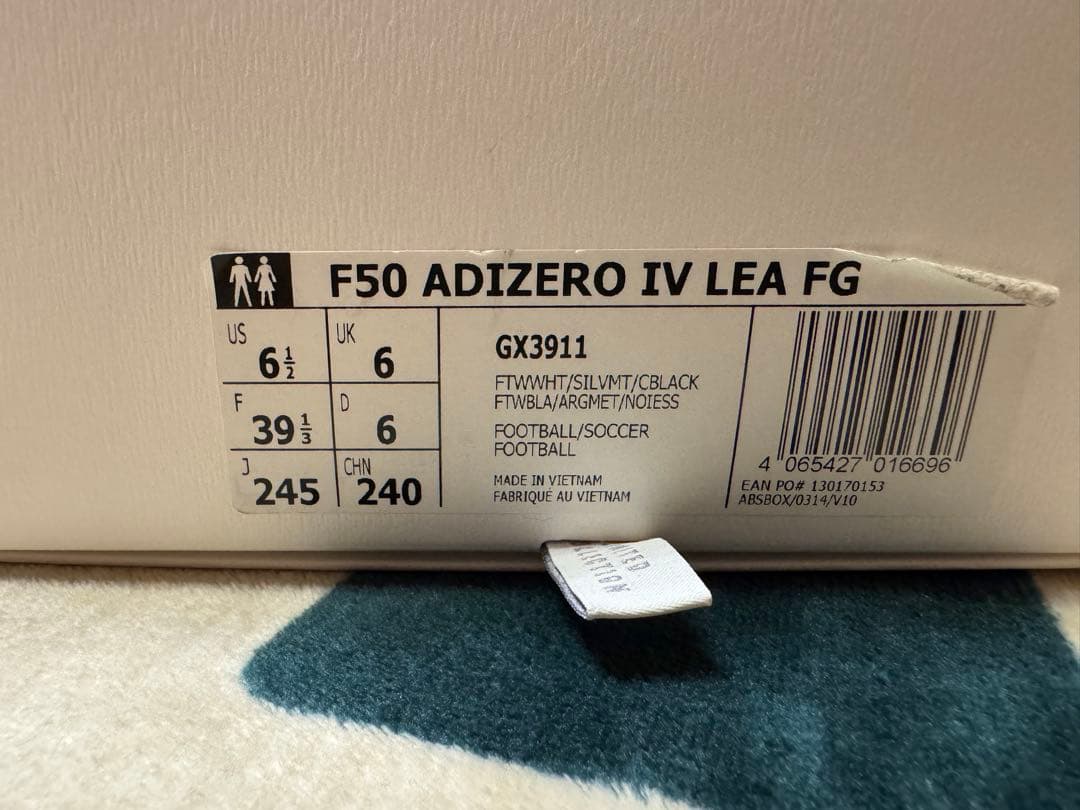 F50 ADIZERO IV LEA FG
US 6½
UK 6
F 39⅓
D 6
J 245
CHN 240
GX3911
FTWWHT/SILVMT/CBLACK
FTWBLA/ARGMET/NOIESS
FOOTBALL/SOCCER
FOOTBALL
MADE IN VIETNAM
FABRIQUÉ AU VIETNAM
4 065427 016696
EAN PO# 130170153
ABSBOX/0314/V10